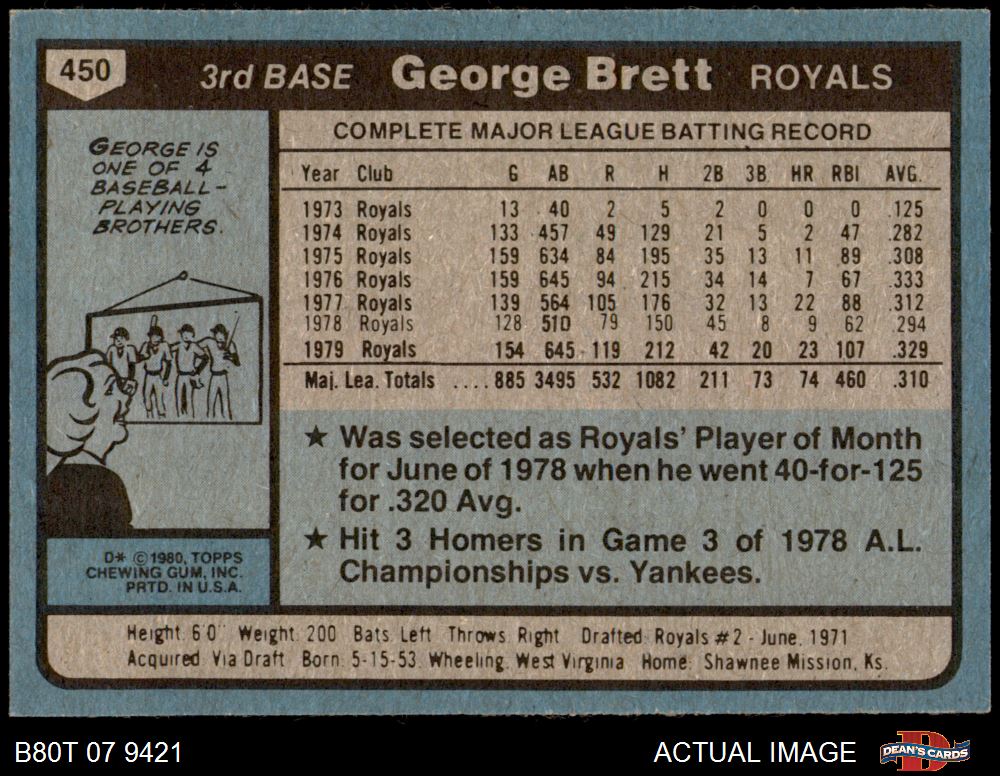 450
3rd BASE George Brett ROYALS
GEORGE IS
ONE OF 4
BASEBALL-
PLAYING
BROTHERS.
D* © 1980, TOPPS
CHEWING GUM, INC.
PRTD. IN U.S.A.
COMPLETE MAJOR LEAGUE BATTING RECORD
Year Club G AB R H 2B 3B HR RBI AVG.
1973 Royals 13 40 2 5 2 0 0 0 .125
1974 Royals 133 457 49 129 21 5 2 47 .282
1975 Royals 159 634 84 195 35 13 11 89 .308
1976 Royals 159 645 94 215 34 14 7 67 .333
1977 Royals 139 564 105 176 32 13 22 88 .312
1978 Royals 128 510 79 150 45 8 9 62 .294
1979 Royals 154 645 119 212 42 20 23 107 .329
Maj. Lea. Totals .... 885 3495 532 1082 211 73 74 460 .310
★ Was selected as Royals' Player of Month
for June of 1978 when he went 40-for-125
for .320 Avg.
★ Hit 3 Homers in Game 3 of 1978 A.L.
Championships vs. Yankees.
Height: 6'0" Weight: 200 Bats: Left Throws: Right Drafted: Royals #2 - June, 1971
Acquired: Via Draft Born: 5-15-53, Wheeling, West Virginia Home: Shawnee Mission, Ks.
B80T 07 9421 ACTUAL IMAGE DEAN'S CARDS